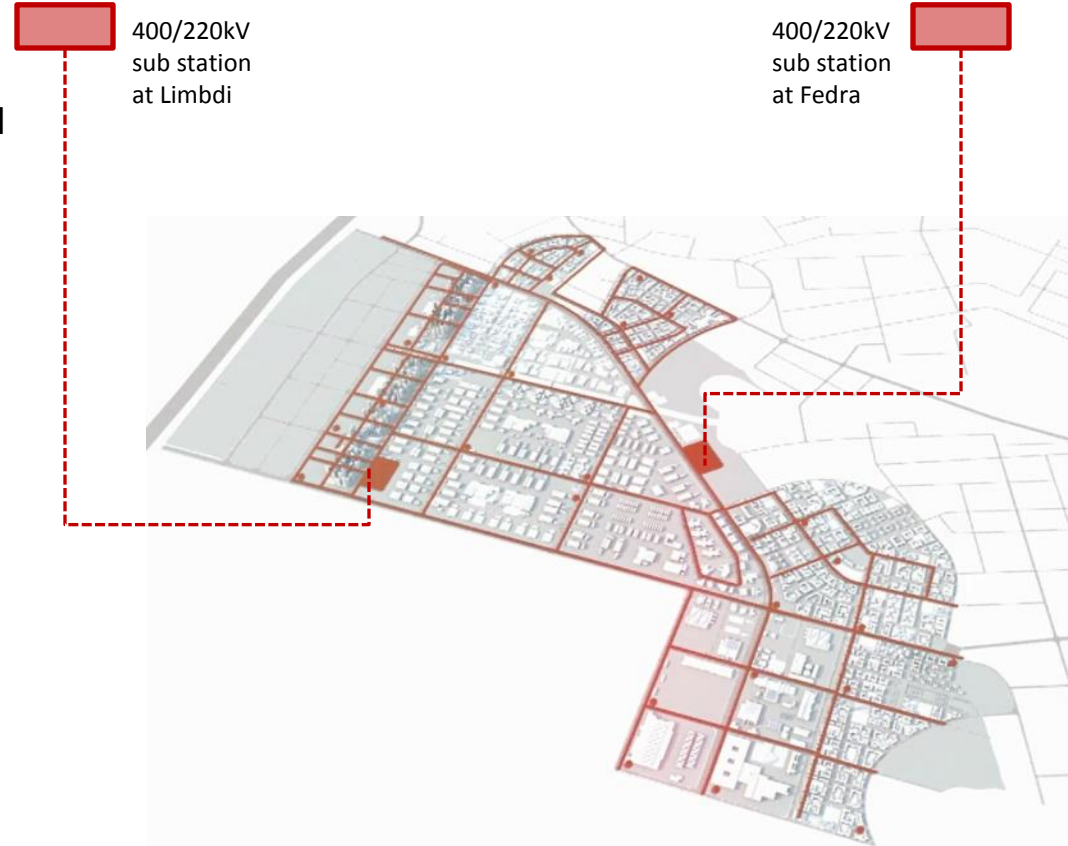 400/220kV
sub station
at Limbdi
400/220kV
sub station
at Fedra